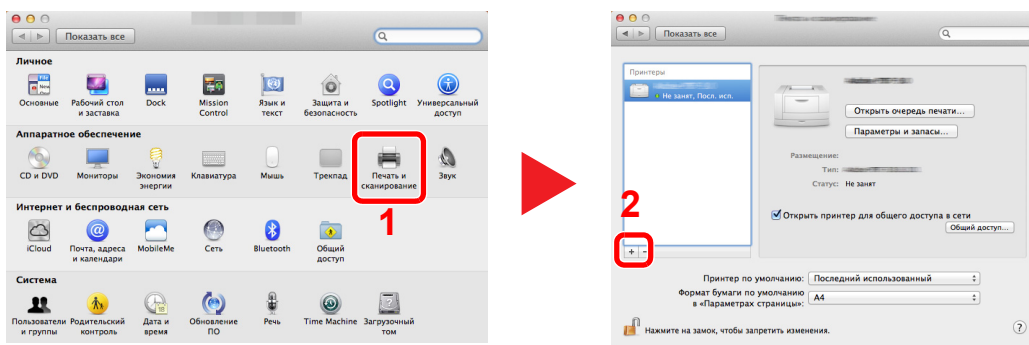 Показать все
Личное
Основные
Рабочий стол
и заставка
Dock
Mission
Control
Язык и
текст
Защита и
безопасность
Spotlight
Универсальный
доступ
Аппаратное обеспечение
CD и DVD
Мониторы
Экономия
энергии
Клавиатура
Мышь
Трекпад
Печать и
сканирование
Звук
1
Интернет и беспроводная сеть
iCloud
Почта, адреса
и календари
MobileMe
Сеть
Bluetooth
Общий
доступ
Система
Пользователи
и группы
Родительский
контроль
Дата и
время
Обновление
ПО
Речь
Time Machine
Загрузочный
том
Показать все
Принтеры
Не занят, Посл. исп.
Открыть очередь печати...
Параметры и запасы...
Размещение:
Тип:
Статус: Не занят
2
Открыть принтер для общего доступа в сети
Общий доступ...
+ −
Принтер по умолчанию: Последний использованный
Формат бумаги по умолчанию
в «Параметрах страницы»: A4
Нажмите на замок, чтобы запретить изменения.
?